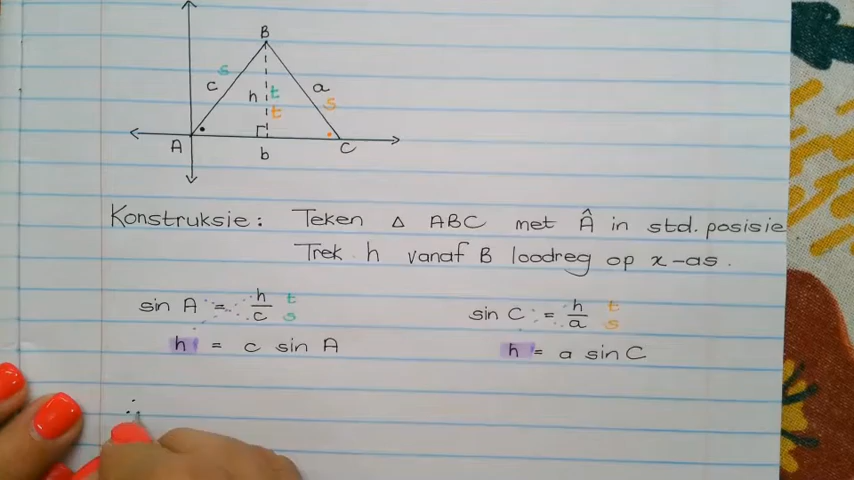 B
c s h t a s
t
A b C
Konstruksie: Teken △ ABC met Â in std. posisie
Trek h vanaf B loodreg op x-as.
sin A = h/c t s
sin C = h/a t s
h = c sin A
h = a sin C
∴